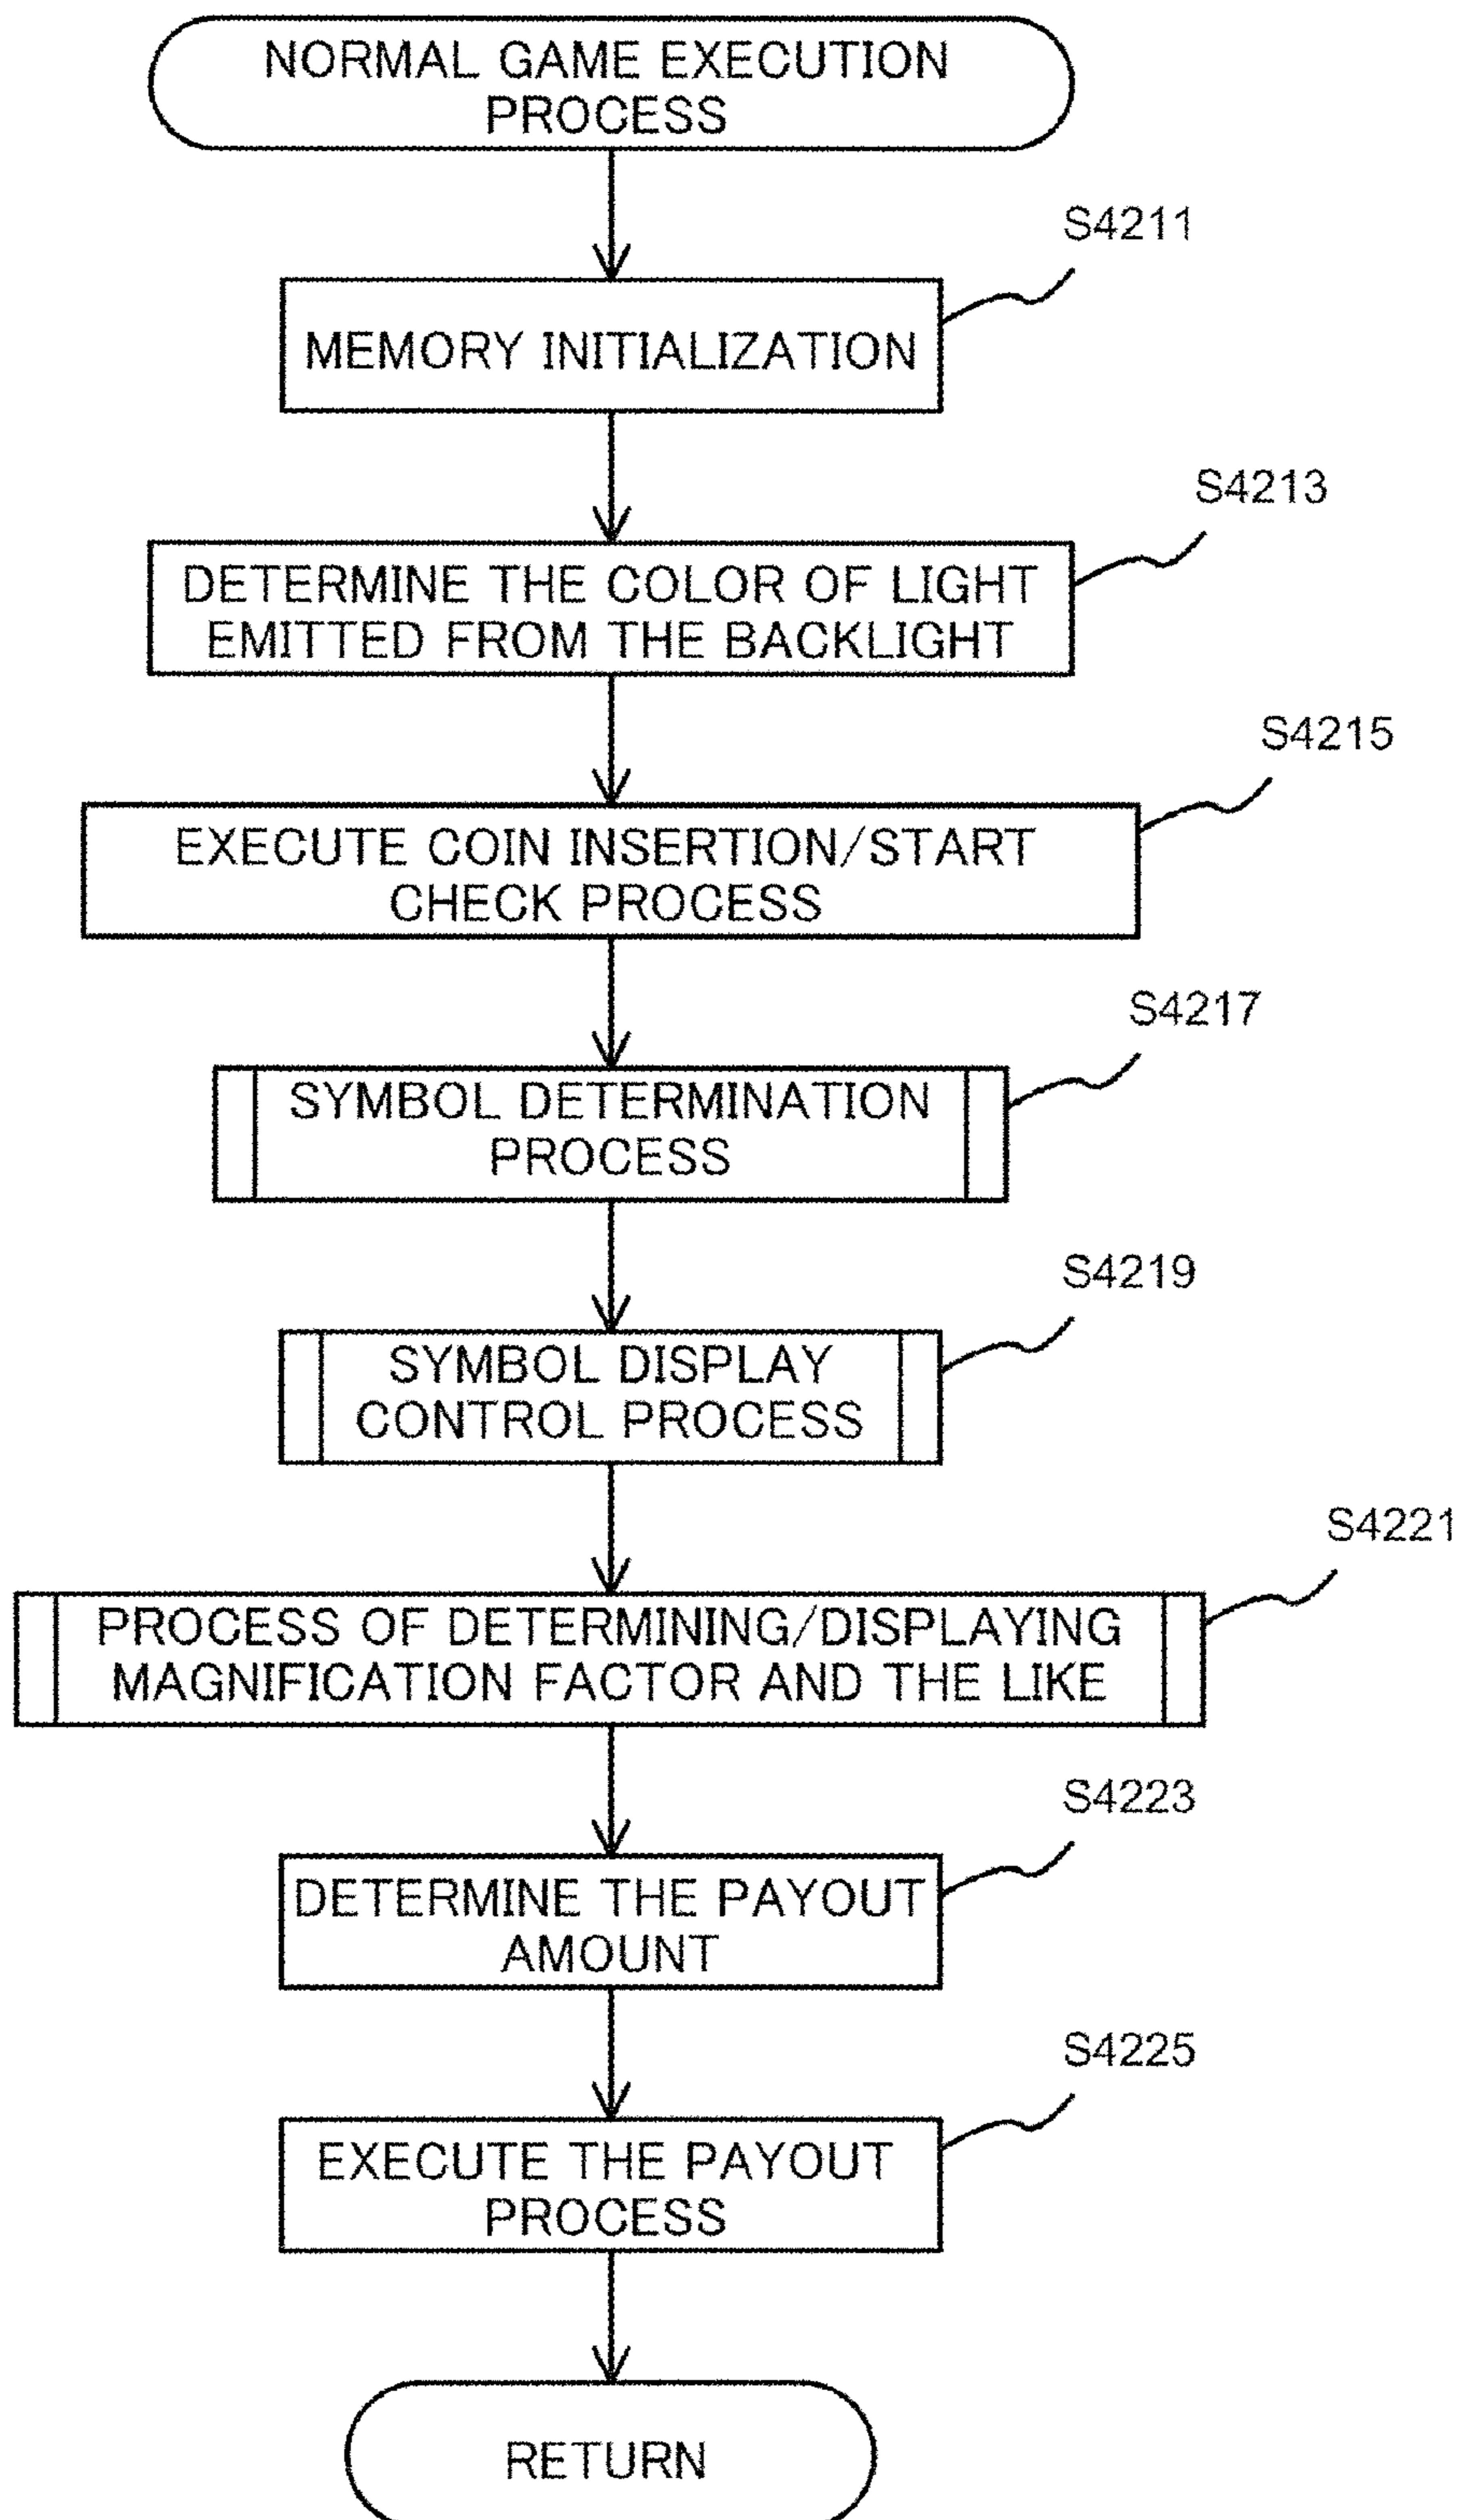 NORMAL GAME EXECUTION
PROCESS
S4211
MEMORY INITIALIZATION
S4213
DETERMINE THE COLOR OF LIGHT
EMITTED FROM THE BACKLIGHT
S4215
EXECUTE COIN INSERTION/START
CHECK PROCESS
S4217
SYMBOL DETERMINATION
PROCESS
S4219
SYMBOL DISPLAY
CONTROL PROCESS
S4221
PROCESS OF DETERMINING/DISPLAYING
MAGNIFICATION FACTOR AND THE LIKE
S4223
DETERMINE THE PAYOUT
AMOUNT
S4225
EXECUTE THE PAYOUT
PROCESS
RETURN